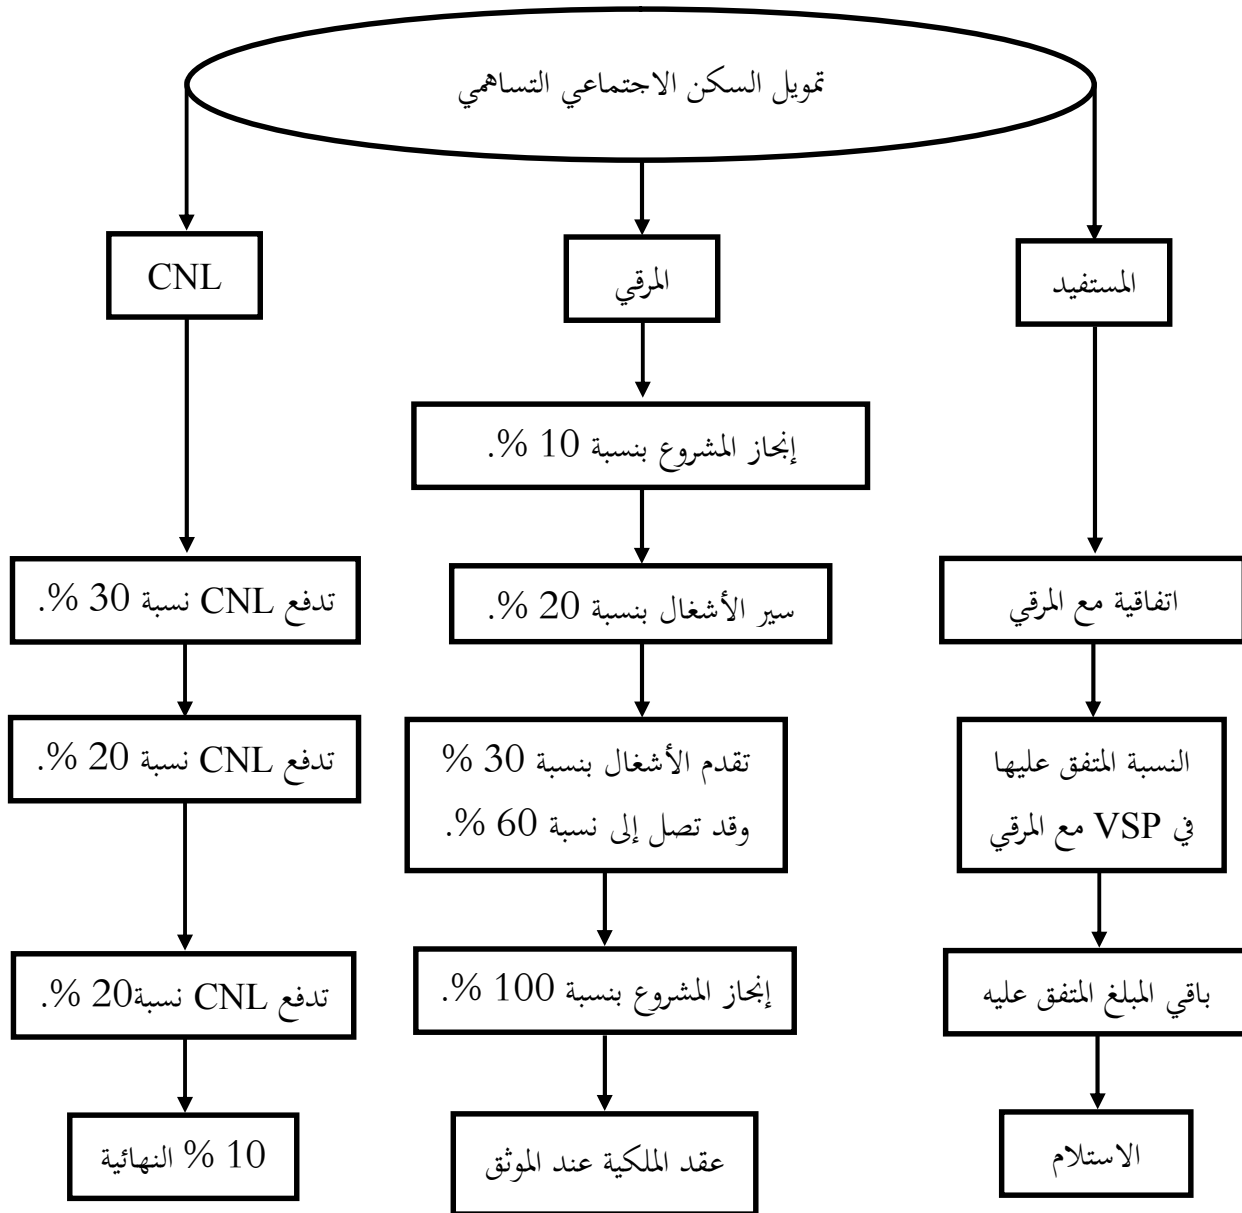 تمويل السكن الاجتماعي التساهمي
المستفيد
المرقي
CNL
إنجاز المشروع بنسبة 10 %.
اتفاقية مع المرقي
سير الأشغال بنسبة 20 %.
تدفع CNL نسبة 30 %.
النسبة المتفق عليها
في VSP مع المرقي
تقدم الأشغال بنسبة 30 %
وقد تصل إلى نسبة 60 %.
تدفع CNL نسبة 20 %.
باقي المبلغ المتفق عليه
إنجاز المشروع بنسبة 100 %.
تدفع CNL نسبة20 %.
الاستلام
عقد الملكية عند الموثق
10 % النهائية